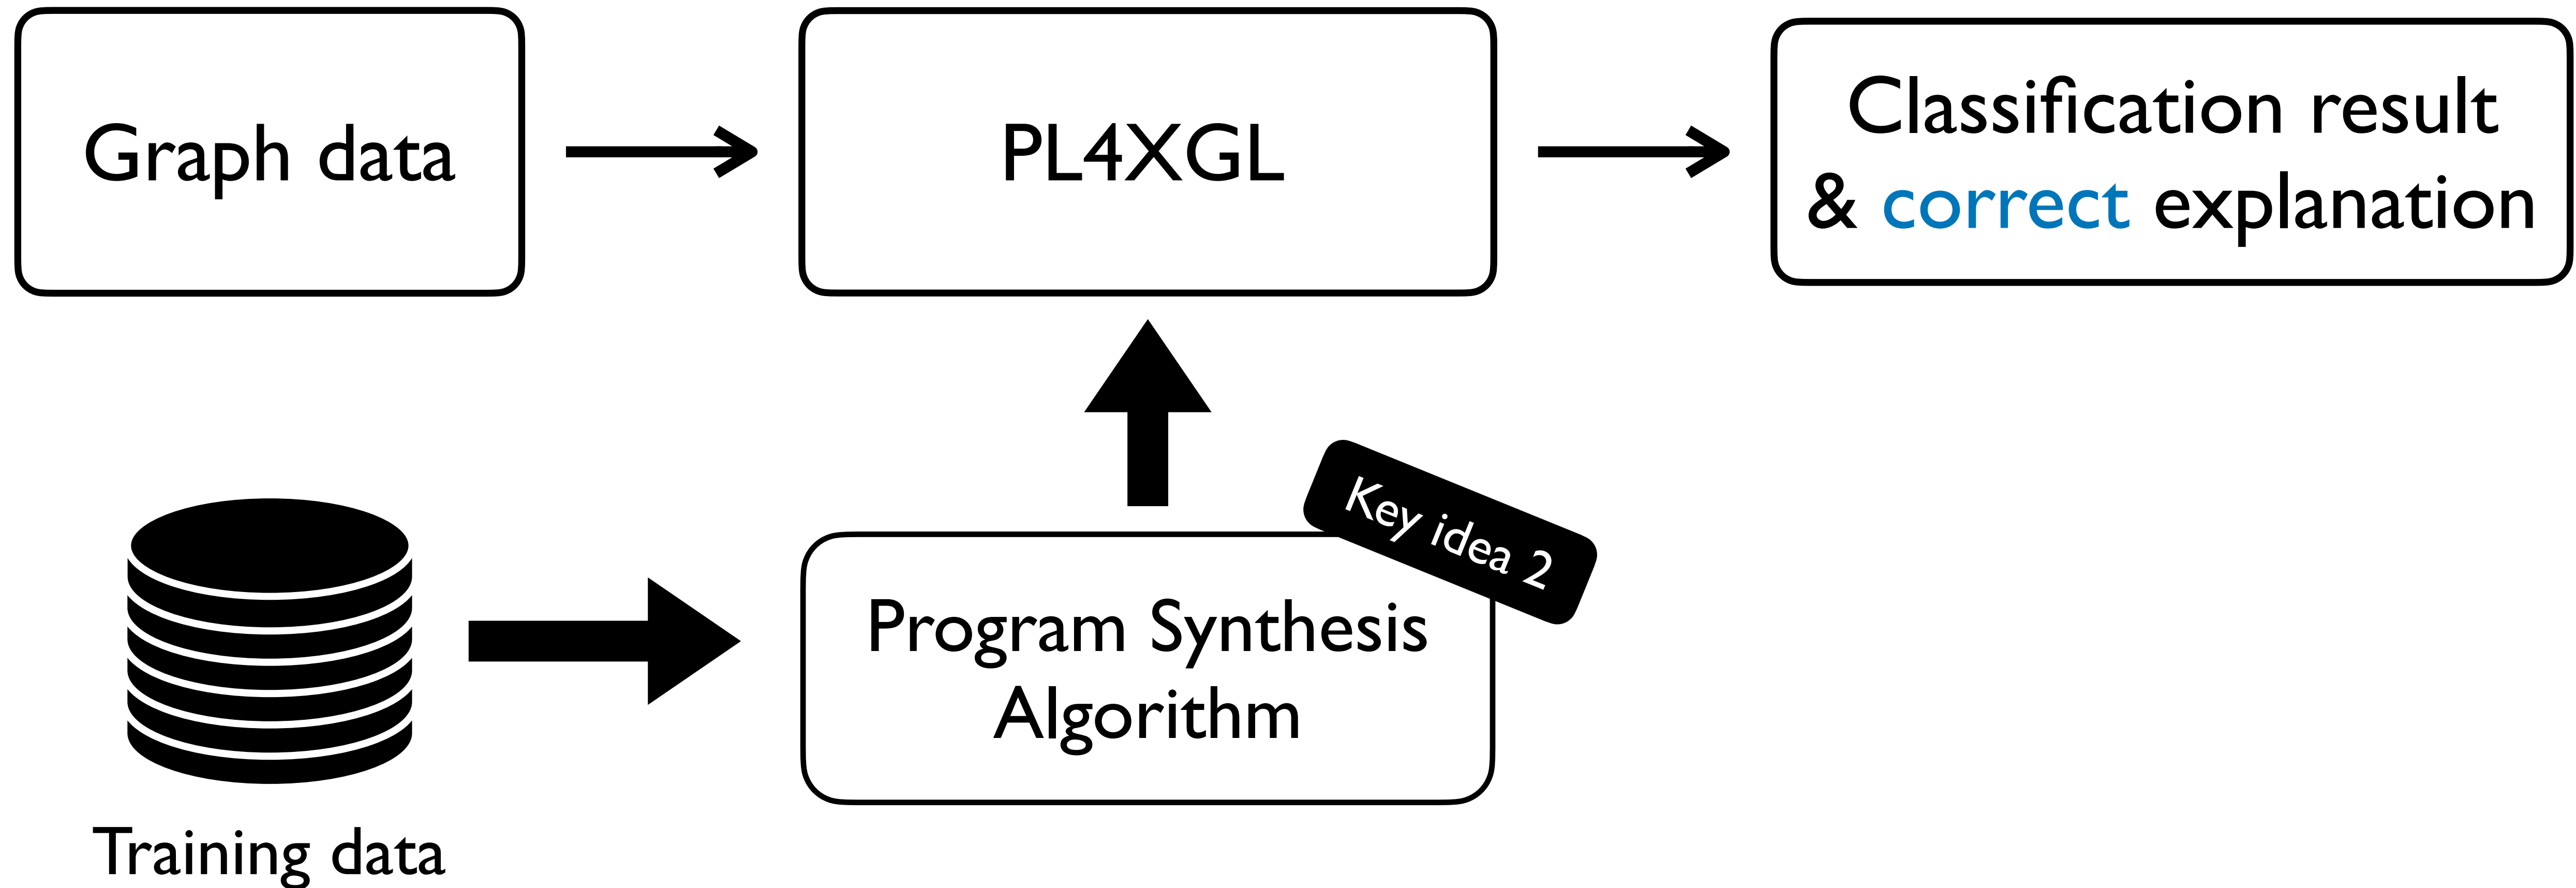 Graph data
PL4XGL
Classification result
& correct explanation
Key idea 2
Program Synthesis
Algorithm
Training data